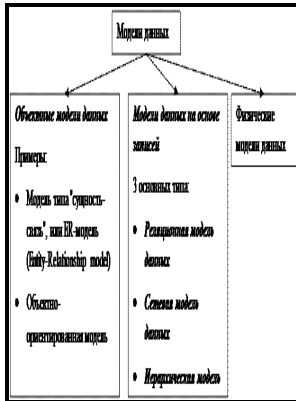 Модели данных
Объектные модели данных
Примеры:
• Модель типа "сущность-
связь", или ER-модель
(Entity-Relationship model)
• Объектно-
ориентированная модель
Модели данных на основе
записей
3 основных типа:
• Реляционная модель
данных
• Сетевая модель
данных
• Иерархическая модель
Физические
модели данных